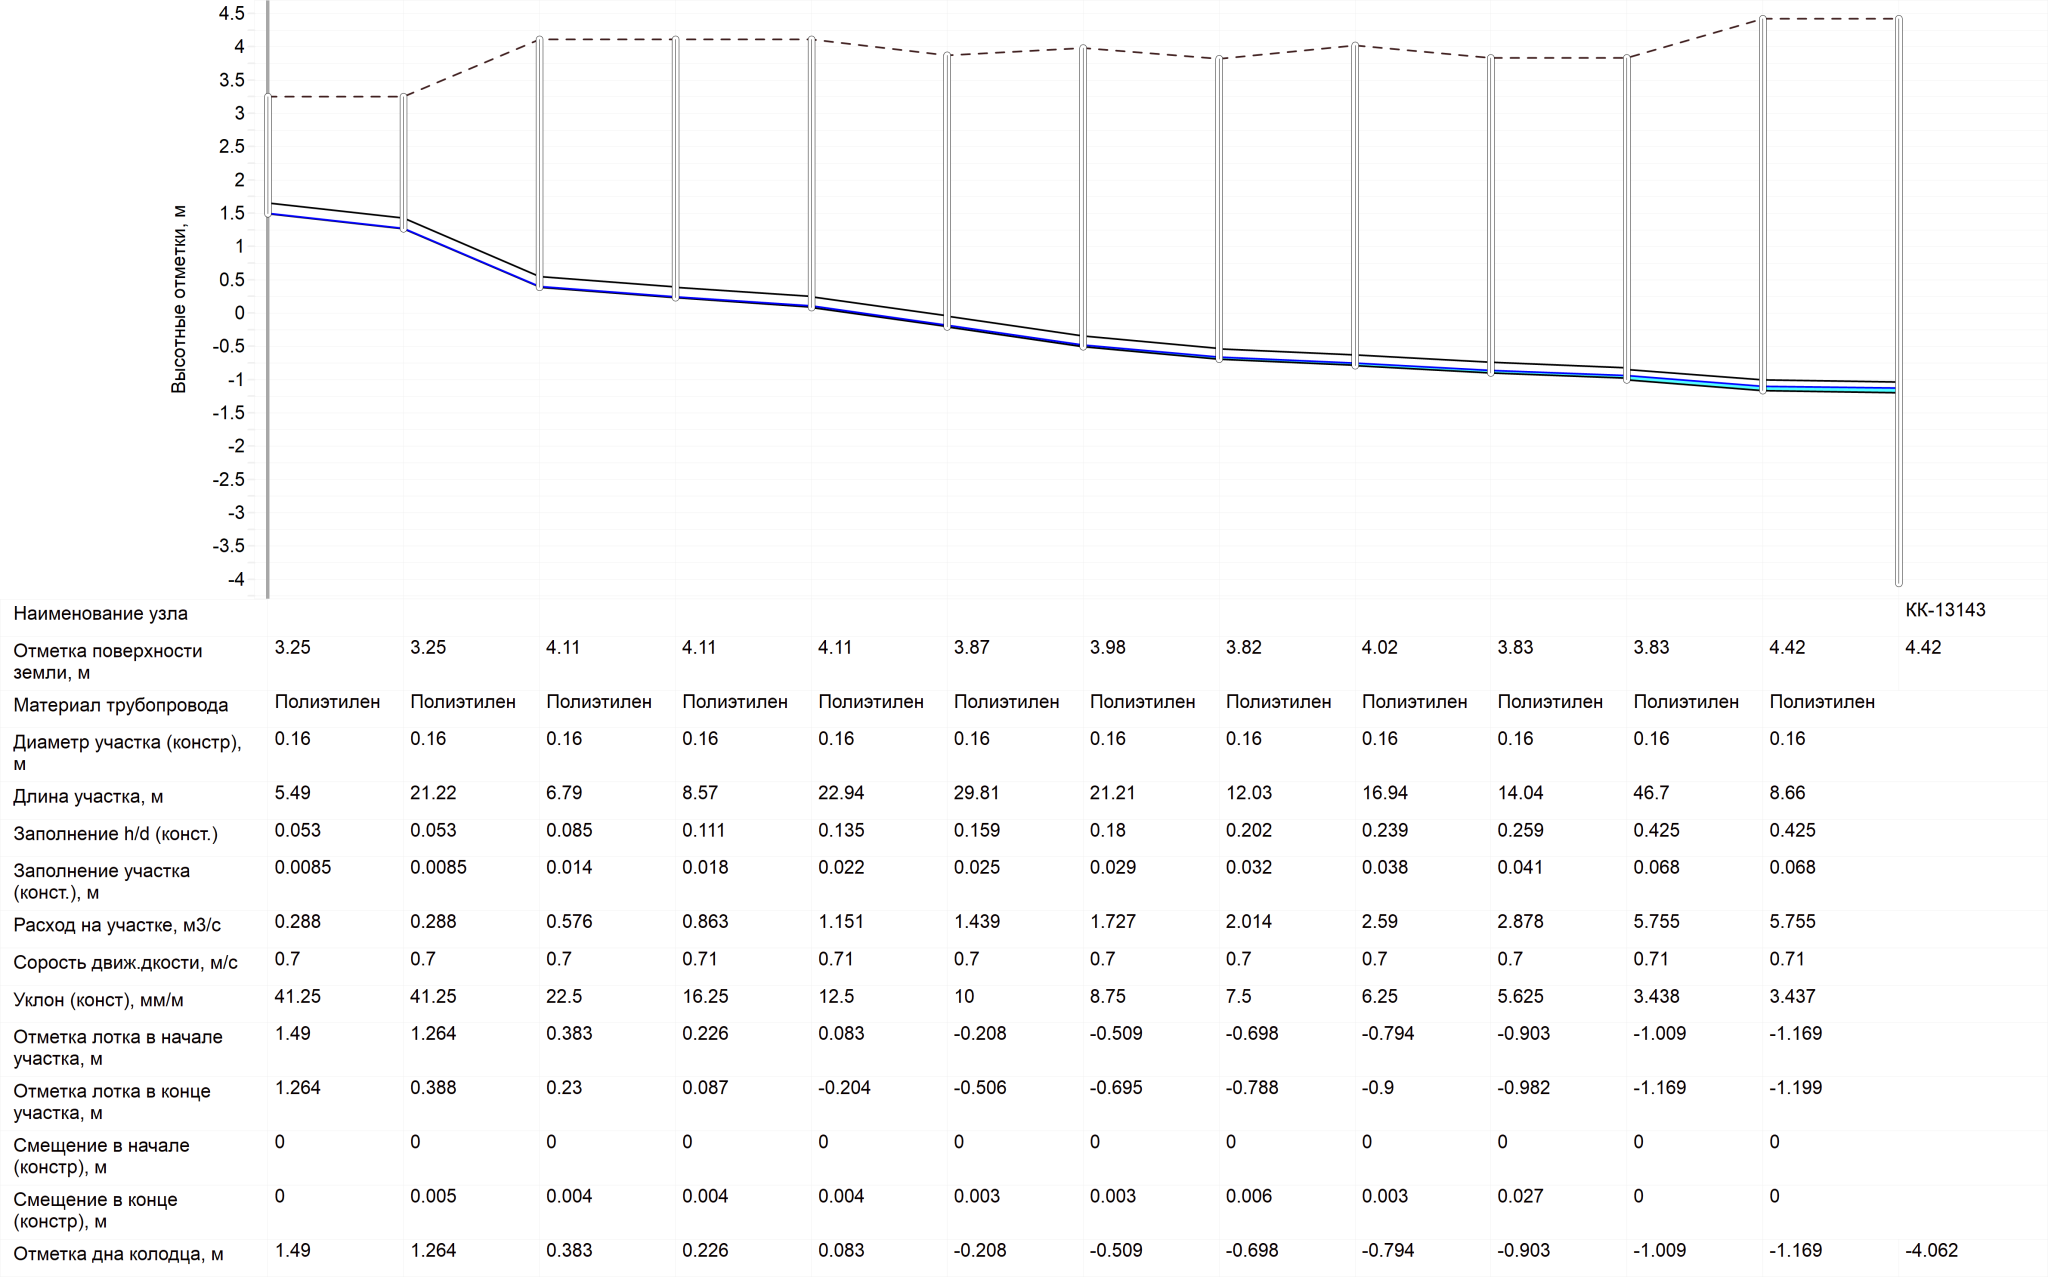 4.5
4
3.5
3
2.5
2
1.5
1
0.5
0
-0.5
-1
-1.5
-2
-2.5
-3
-3.5
-4
Высотные отметки, м
Наименование узла КК-13143
Отметка поверхности
земли, м
3.25 3.25 4.11 4.11 4.11 3.87 3.98 3.82 4.02 3.83 3.83 4.42 4.42
Материал трубопровода Полиэтилен Полиэтилен Полиэтилен Полиэтилен Полиэтилен Полиэтилен Полиэтилен Полиэтилен Полиэтилен Полиэтилен Полиэтилен Полиэтилен
Диаметр участка (констр),
м
0.16 0.16 0.16 0.16 0.16 0.16 0.16 0.16 0.16 0.16 0.16 0.16
Длина участка, м 5.49 21.22 6.79 8.57 22.94 29.81 21.21 12.03 16.94 14.04 46.7 8.66
Заполнение h/d (конст.) 0.053 0.053 0.085 0.111 0.135 0.159 0.18 0.202 0.239 0.259 0.425 0.425
Заполнение участка
(конст.), м
0.0085 0.0085 0.014 0.018 0.022 0.025 0.029 0.032 0.038 0.041 0.068 0.068
Расход на участке, м3/с 0.288 0.288 0.576 0.863 1.151 1.439 1.727 2.014 2.59 2.878 5.755 5.755
Сорость движ.дкости, м/с 0.7 0.7 0.7 0.71 0.71 0.7 0.7 0.7 0.7 0.7 0.71 0.71
Уклон (конст), мм/м 41.25 41.25 22.5 16.25 12.5 10 8.75 7.5 6.25 5.625 3.438 3.437
Отметка лотка в начале
участка, м
1.49 1.264 0.383 0.226 0.083 -0.208 -0.509 -0.698 -0.794 -0.903 -1.009 -1.169
Отметка лотка в конце
участка, м
1.264 0.388 0.23 0.087 -0.204 -0.506 -0.695 -0.788 -0.9 -0.982 -1.169 -1.199
Смещение в начале
(констр), м
0 0 0 0 0 0 0 0 0 0 0 0
Смещение в конце
(констр), м
0 0.005 0.004 0.004 0.004 0.003 0.003 0.006 0.003 0.027 0 0
Отметка дна колодца, м 1.49 1.264 0.383 0.226 0.083 -0.208 -0.509 -0.698 -0.794 -0.903 -1.009 -1.169 -4.062